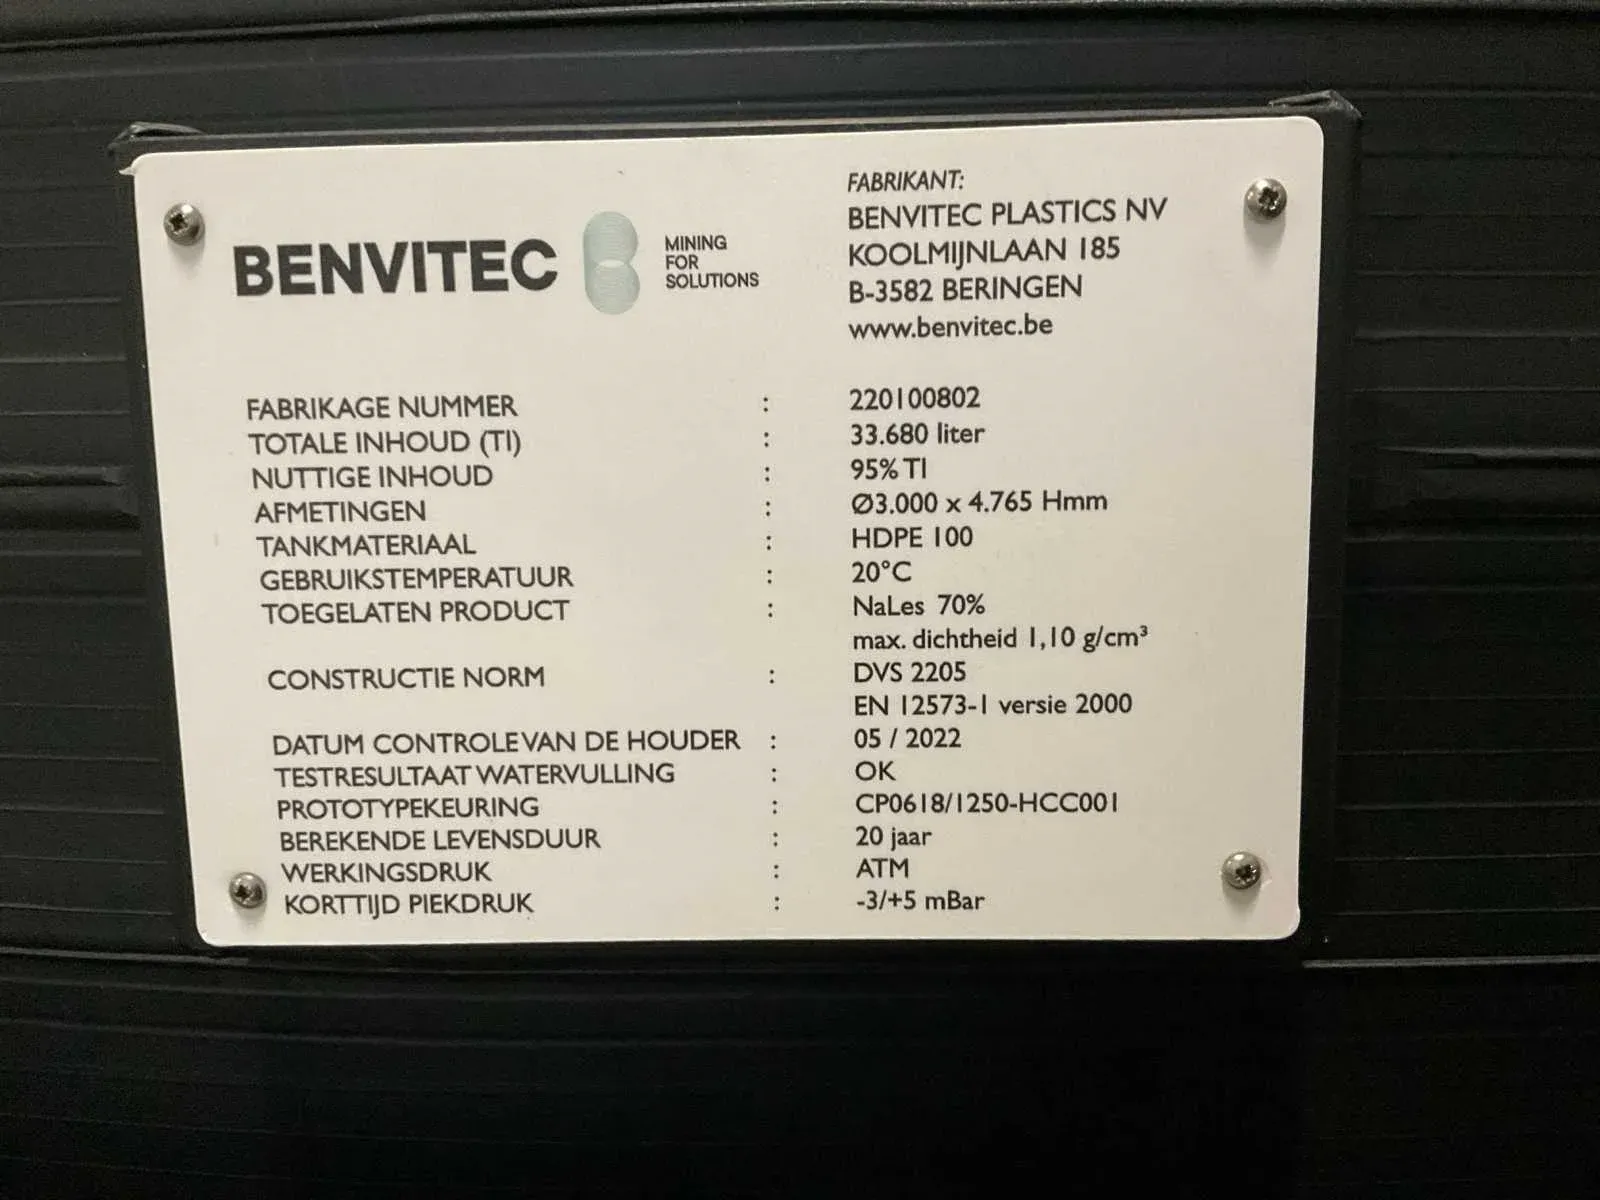 BENVITEC
MINING
FOR
SOLUTIONS
FABRIKANT:
BENVITEC PLASTICS NV
KOOLMIJNLAAN 185
B-3582 BERINGEN
www.benvitec.be
FABRIKAGE NUMMER : 220100802
TOTALE INHOUD (TI) : 33.680 liter
NUTTIGE INHOUD : 95% TI
AFMETINGEN : Ø3.000 x 4.765 Hmm
TANKMATERIAAL : HDPE 100
GEBRUIKSTEMPERATUUR : 20°C
TOEGELATEN PRODUCT : NaLes 70%
max. dichtheid 1,10 g/cm³
CONSTRUCTIE NORM : DVS 2205
EN 12573-1 versie 2000
DATUM CONTROLE VAN DE HOUDER : 05 / 2022
TESTRESULTAAT WATERVULLING : OK
PROTOTYPEKEURING : CP0618/1250-HCC001
BEREKENDE LEVENSDUUR : 20 jaar
WERKINGSDRUK : ATM
KORTTIJD PIEKDRUK : -3/+5 mBar